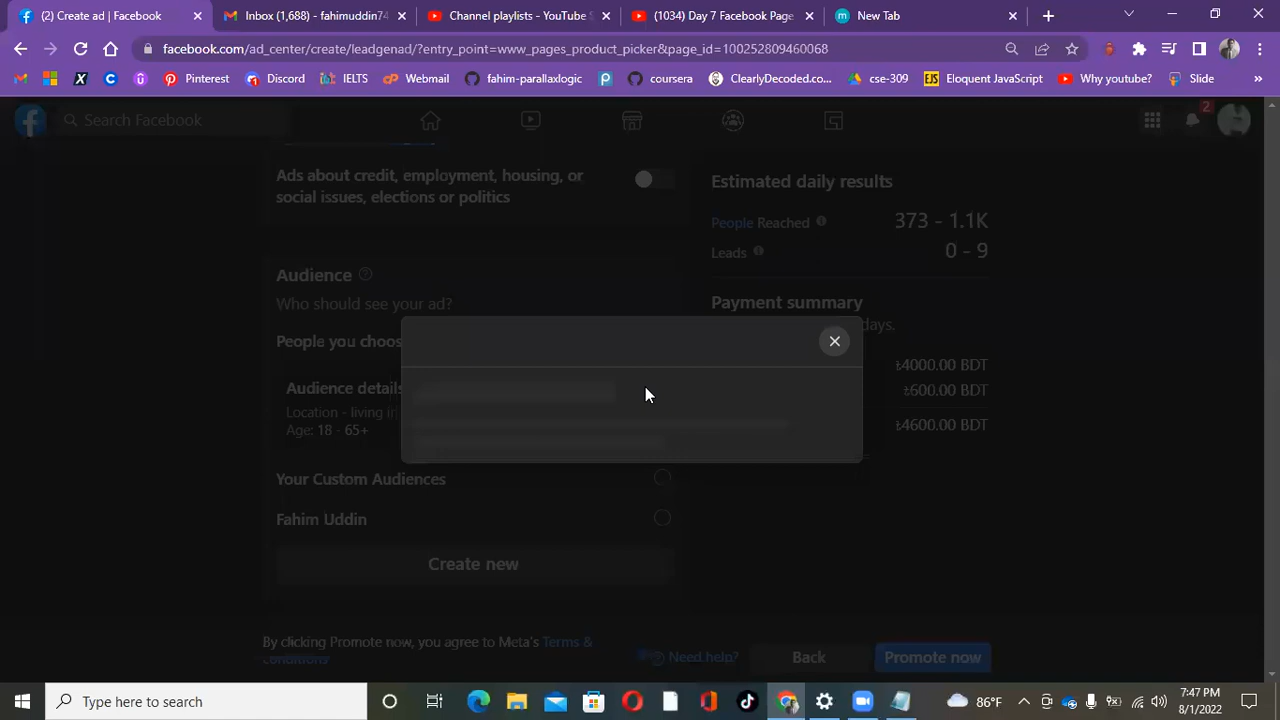 (2) Create ad | Facebook
Inbox (1,688) - fahimuddin74
Channel playlists - YouTube S
(1034) Day 7 Facebook Page
New Tab
facebook.com/ad_center/create/leadgenad/?entry_point=www_pages_product_picker&page_id=100252809460068
Pinterest
Discord
IELTS
Webmail
fahim-parallaxlogic
coursera
ClearlyDecoded.co...
cse-309
EJS
Eloquent JavaScript
Why youtube?
Slide
Search Facebook
2
Ads about credit, employment, housing, or
social issues, elections or politics
Audience
Who should see your ad?
People you choos
Audience details
Location - living in
Age: 18 - 65+
Your Custom Audiences
Fahim Uddin
Create new
By clicking Promote now, you agree to Meta's Terms &
conditions
Estimated daily results
People Reached
373 - 1.1K
Leads
0 - 9
Payment summary
days.
৳4000.00 BDT
৳600.00 BDT
৳4600.00 BDT
Need help?
Back
Promote now
Type here to search
86°F
7:47 PM
8/1/2022